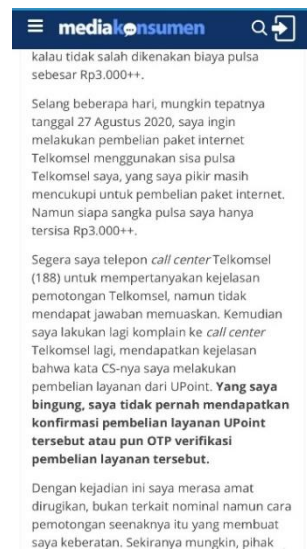 mediakonsumen
kalau tidak salah dikenakan biaya pulsa
sebesar Rp3.000++.
Selang beberapa hari, mungkin tepatnya
tanggal 27 Agustus 2020, saya ingin
melakukan pembelian paket internet
Telkomsel menggunakan sisa pulsa
Telkomsel saya, yang saya pikir masih
mencukupi untuk pembelian paket internet.
Namun siapa sangka pulsa saya hanya
tersisa Rp3.000++.
Segera saya telepon call center Telkomsel
(188) untuk mempertanyakan kejelasan
pemotongan Telkomsel, namun tidak
mendapat jawaban memuaskan. Kemudian
saya lakukan lagi komplain ke call center
Telkomsel lagi, mendapatkan kejelasan
bahwa kata CS-nya saya melakukan
pembelian layanan dari UPoint. Yang saya
bingung, saya tidak pernah mendapatkan
konfirmasi pembelian layanan UPoint
tersebut atau pun OTP verifikasi
pembelian layanan tersebut.
Dengan kejadian ini saya merasa amat
dirugikan, bukan terkait nominal namun cara
pemotongan seenaknya itu yang membuat
saya keberatan. Sekiranya mungkin, pihak